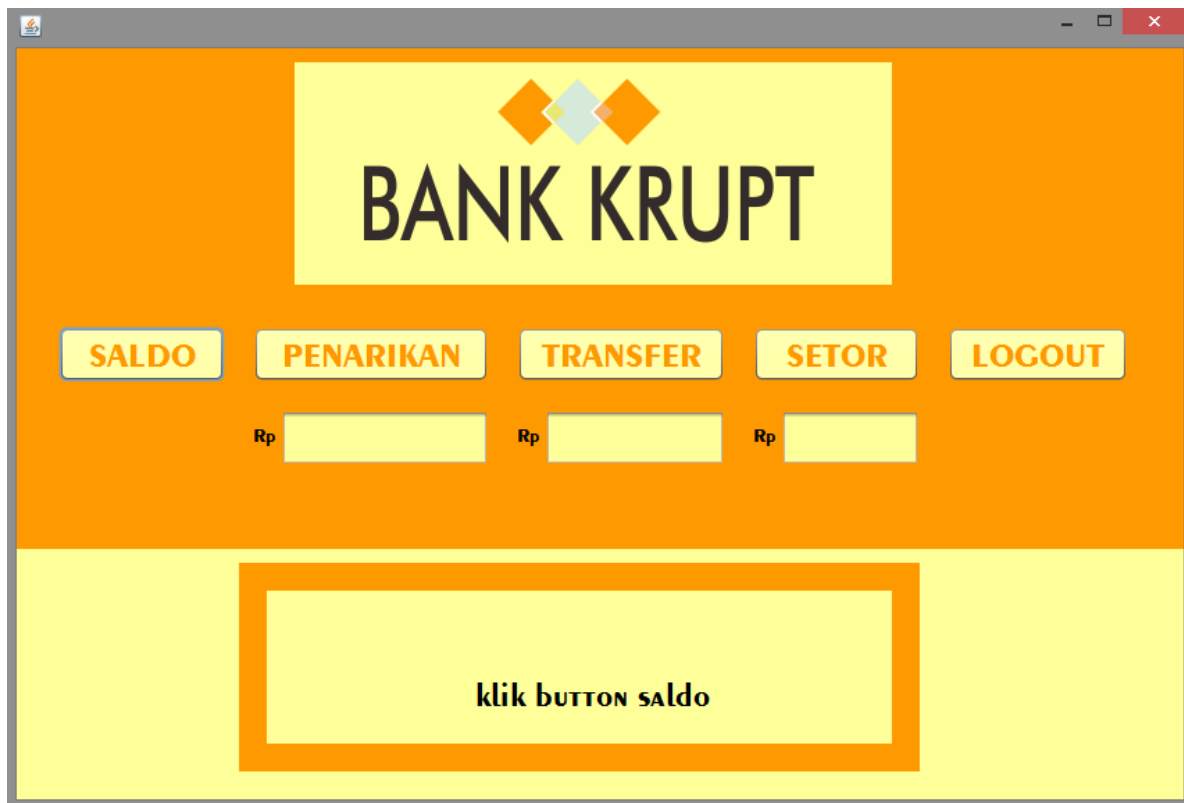 BANK KRUPT
SALDO PENARIKAN TRANSFER SETOR LOGOUT
Rp Rp Rp
klik button saldo